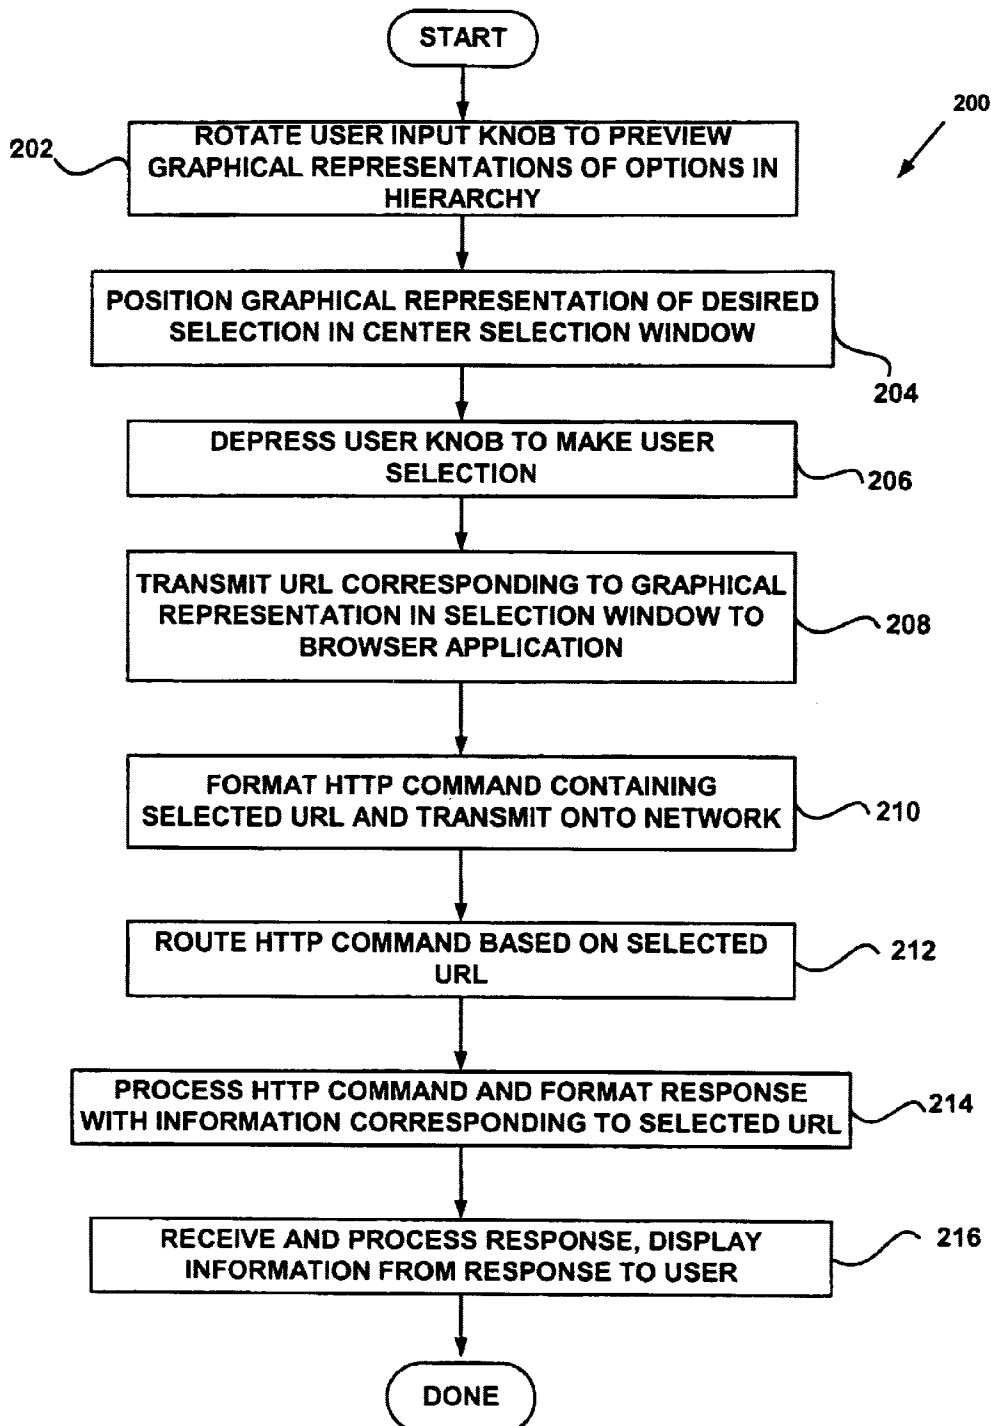 START
200
202
ROTATE USER INPUT KNOB TO PREVIEW
GRAPHICAL REPRESENTATIONS OF OPTIONS IN
HIERARCHY
POSITION GRAPHICAL REPRESENTATION OF DESIRED
SELECTION IN CENTER SELECTION WINDOW
204
DEPRESS USER KNOB TO MAKE USER
SELECTION
206
TRANSMIT URL CORRESPONDING TO GRAPHICAL
REPRESENTATION IN SELECTION WINDOW TO
BROWSER APPLICATION
208
FORMAT HTTP COMMAND CONTAINING
SELECTED URL AND TRANSMIT ONTO NETWORK
210
ROUTE HTTP COMMAND BASED ON SELECTED
URL
212
PROCESS HTTP COMMAND AND FORMAT RESPONSE
WITH INFORMATION CORRESPONDING TO SELECTED URL
214
RECEIVE AND PROCESS RESPONSE, DISPLAY
INFORMATION FROM RESPONSE TO USER
216
DONE